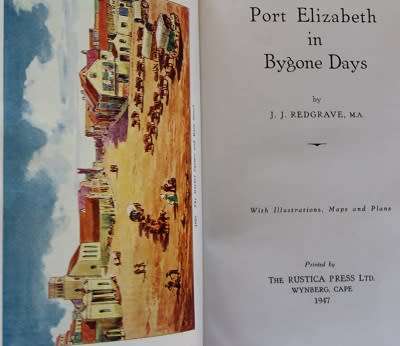 Port Elizabeth
in
Bygone Days
by
J. J. REDGRAVE, M.A.
With Illustrations, Maps and Plans
Printed by
THE RUSTICA PRESS LTD.
WYNBERG, CAPE
1947